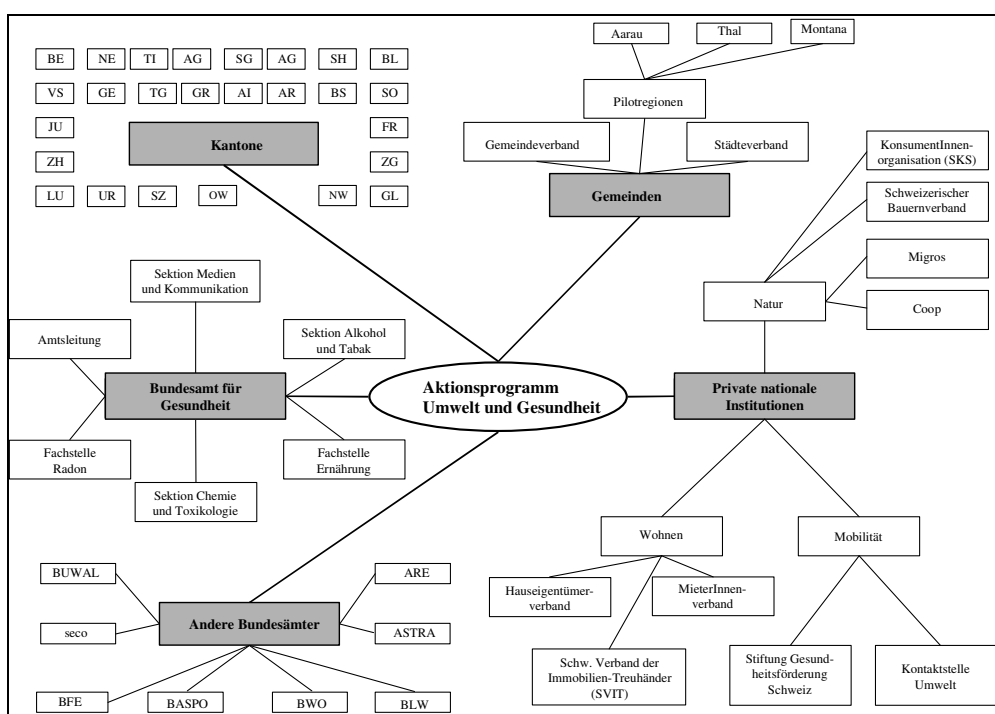 Aarau
Thal
Montana
BE
NE
TI
AG
SG
AG
SH
BL
VS
GE
TG
GR
AI
AR
BS
SO
Pilotregionen
JU
Kantone
FR
Gemeindeverband
Städteverband
KonsumentInnen-
organisation (SKS)
ZH
ZG
LU
UR
SZ
OW
NW
GL
Gemeinden
Schweizerischer
Bauernverband
Migros
Sektion Medien
und Kommunikation
Natur
Coop
Amtsleitung
Sektion Alkohol
und Tabak
Bundesamt für
Gesundheit
Aktionsprogramm
Umwelt und Gesundheit
Private nationale
Institutionen
Fachstelle
Radon
Fachstelle
Ernährung
Sektion Chemie
und Toxikologie
Wohnen
Mobilität
BUWAL
ARE
Hauseigentümer-
verband
MieterInnen-
verband
seco
Andere Bundesämter
ASTRA
Schw. Verband der
Immobilien-Treuhänder
(SVIT)
Stiftung Gesund-
heitsförderung
Schweiz
Kontaktstelle
Umwelt
BFE
BASPO
BWO
BLW